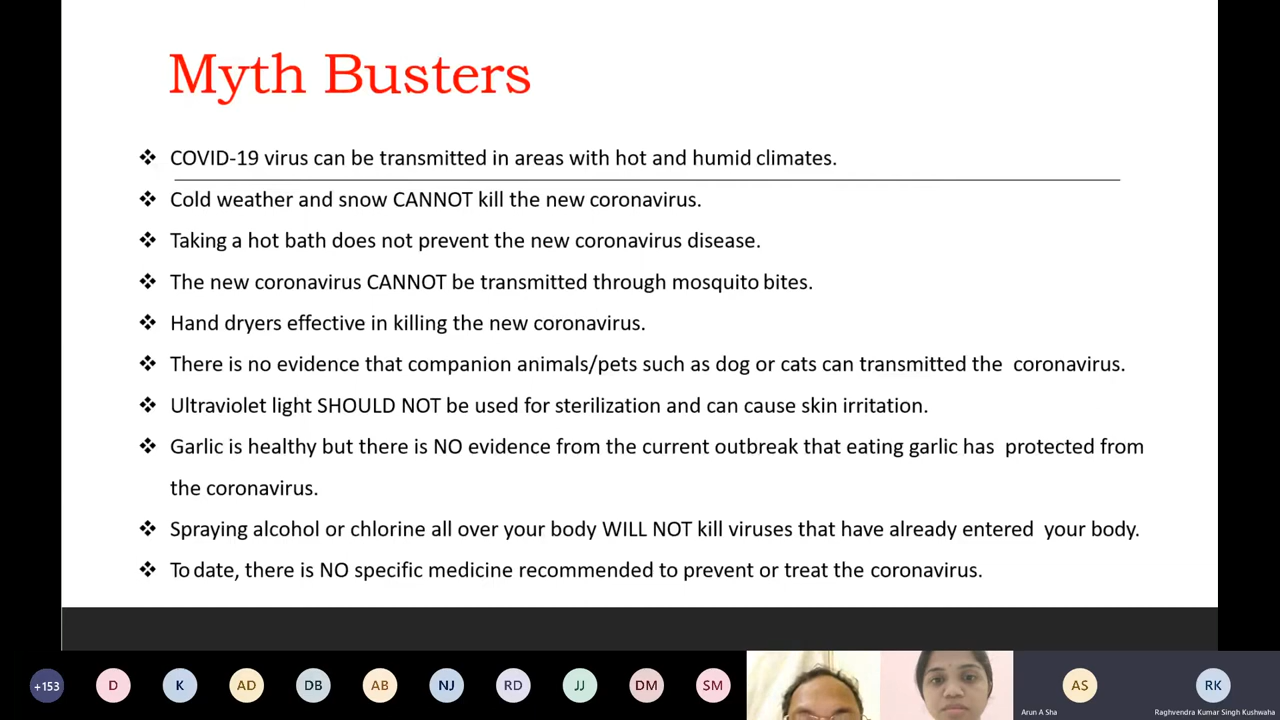 Myth Busters
❖ COVID-19 virus can be transmitted in areas with hot and humid climates.
❖ Cold weather and snow CANNOT kill the new coronavirus.
❖ Taking a hot bath does not prevent the new coronavirus disease.
❖ The new coronavirus CANNOT be transmitted through mosquito bites.
❖ Hand dryers effective in killing the new coronavirus.
❖ There is no evidence that companion animals/pets such as dog or cats can transmitted the coronavirus.
❖ Ultraviolet light SHOULD NOT be used for sterilization and can cause skin irritation.
❖ Garlic is healthy but there is NO evidence from the current outbreak that eating garlic has protected from
the coronavirus.
❖ Spraying alcohol or chlorine all over your body WILL NOT kill viruses that have already entered your body.
❖ To date, there is NO specific medicine recommended to prevent or treat the coronavirus.
+153 D K AD DB AB NJ RD JJ DM SM AS RK
Arun A Sha Raghvendra Kumar Singh Kushwaha